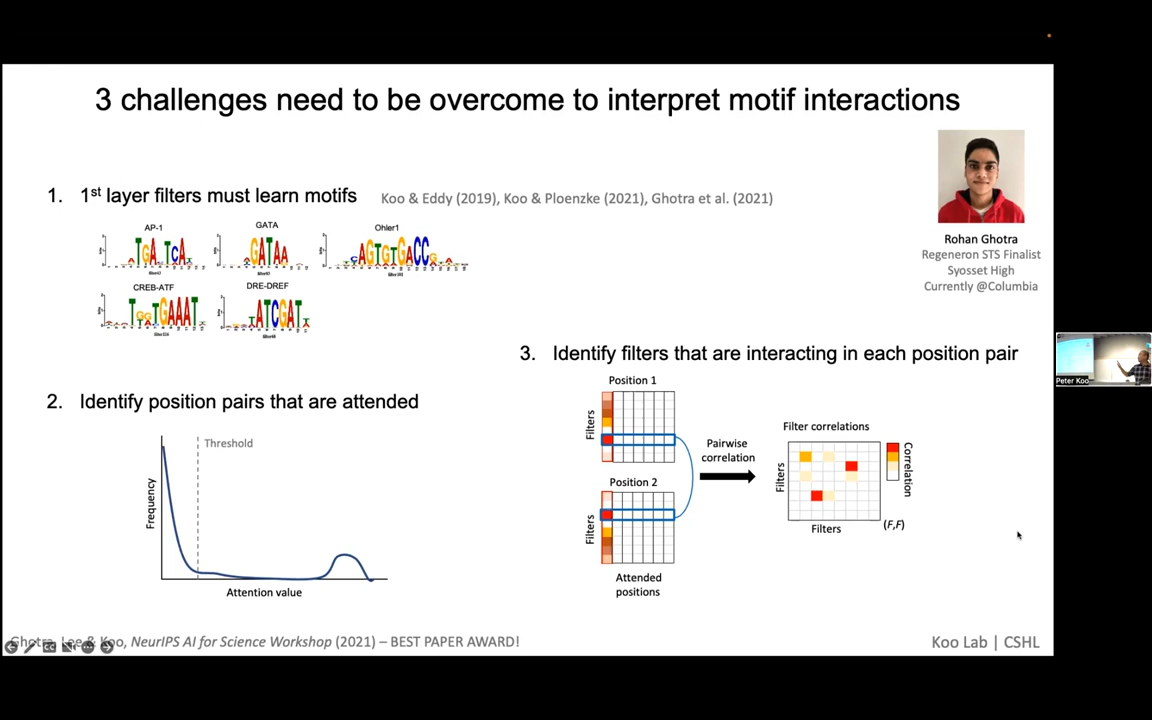 3 challenges need to be overcome to interpret motif interactions
1. 1st layer filters must learn motifs Koo & Eddy (2019), Koo & Ploenzke (2021), Ghotra et al. (2021)
AP-1
GATA
Ohler1
CREB-ATF
DRE-DREF
Rohan Ghotra
Regeneron STS Finalist
Syosset High
Currently @Columbia
2. Identify position pairs that are attended
Threshold
Frequency
Attention value
3. Identify filters that are interacting in each position pair
Position 1
Filters
Position 2
Filters
Attended
positions
Pairwise
correlation
Filter correlations
Filters
Filters
Correlation
(F,F)
Ghotra, Lee & Koo, NeurIPS AI for Science Workshop (2021) – BEST PAPER AWARD!
Koo Lab | CSHL
Peter Koo